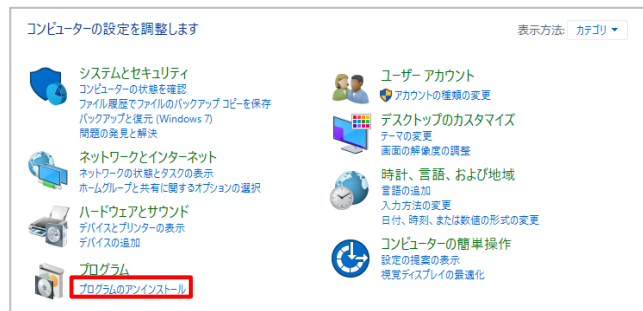 コンピューターの設定を調整します
表示方法: カテゴリ
システムとセキュリティ
コンピューターの状態を確認
ファイル履歴でファイルのバックアップ コピーを保存
バックアップと復元 (Windows 7)
問題の発見と解決
ネットワークとインターネット
ネットワークの状態とタスクの表示
ホームグループと共有に関するオプションの選択
ハードウェアとサウンド
デバイスとプリンターの表示
デバイスの追加
プログラム
プログラムのアンインストール
ユーザー アカウント
アカウントの種類の変更
デスクトップのカスタマイズ
テーマの変更
画面の解像度の調整
時計、言語、および地域
言語の追加
入力方法の変更
日付、時刻、または数値の形式の変更
コンピューターの簡単操作
設定の提案の表示
視覚ディスプレイの最適化